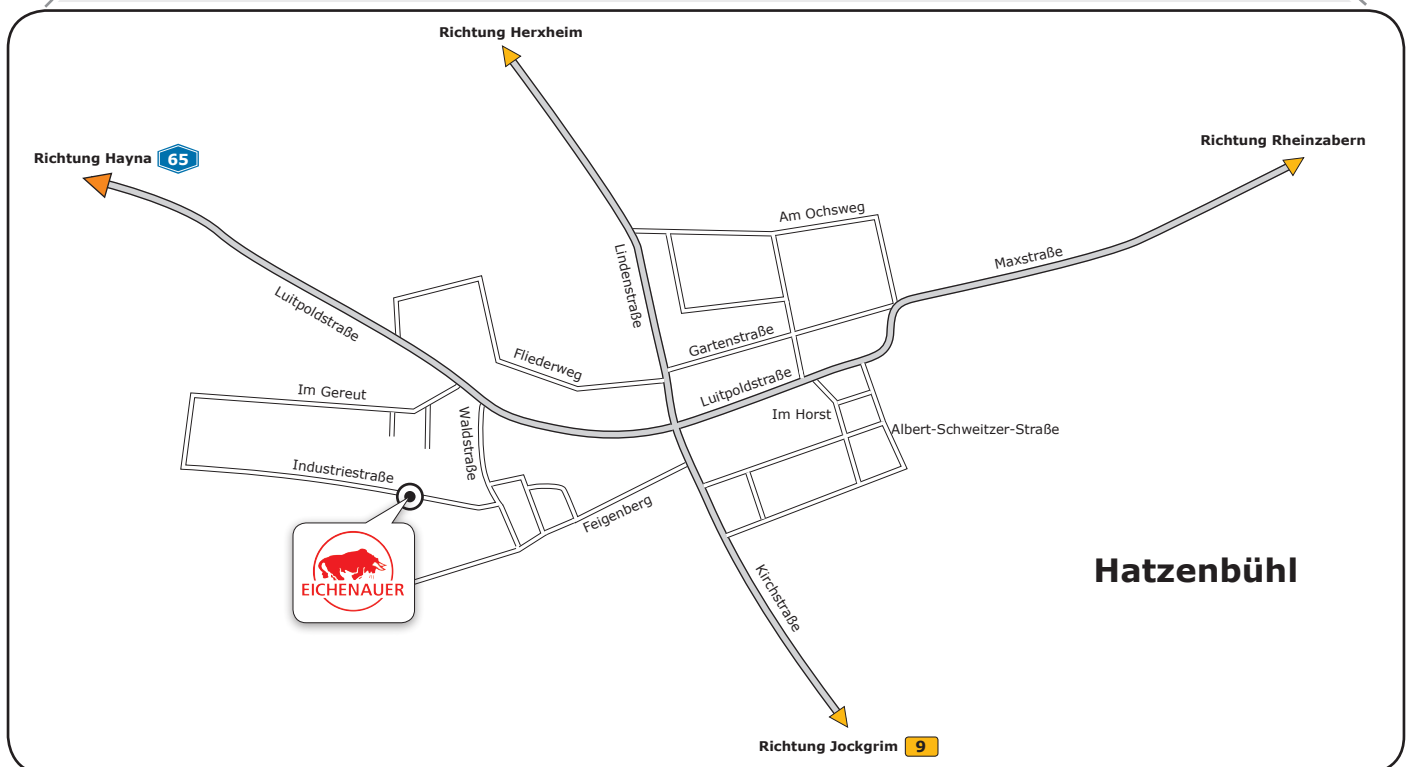 Richtung Herxheim
Richtung Rheinzabern
Richtung Hayna 65
Am Ochsweg
Lindenstraße
Maxstraße
Luitpoldstraße
Gartenstraße
Fliederweg
Luitpoldstraße
Im Gereut
Waldstraße
Im Horst
Albert-Schweitzer-Straße
Industriestraße
Feigenberg
EICHENAUER
Hatzenbühl
Kirchstraße
Richtung Jockgrim 9